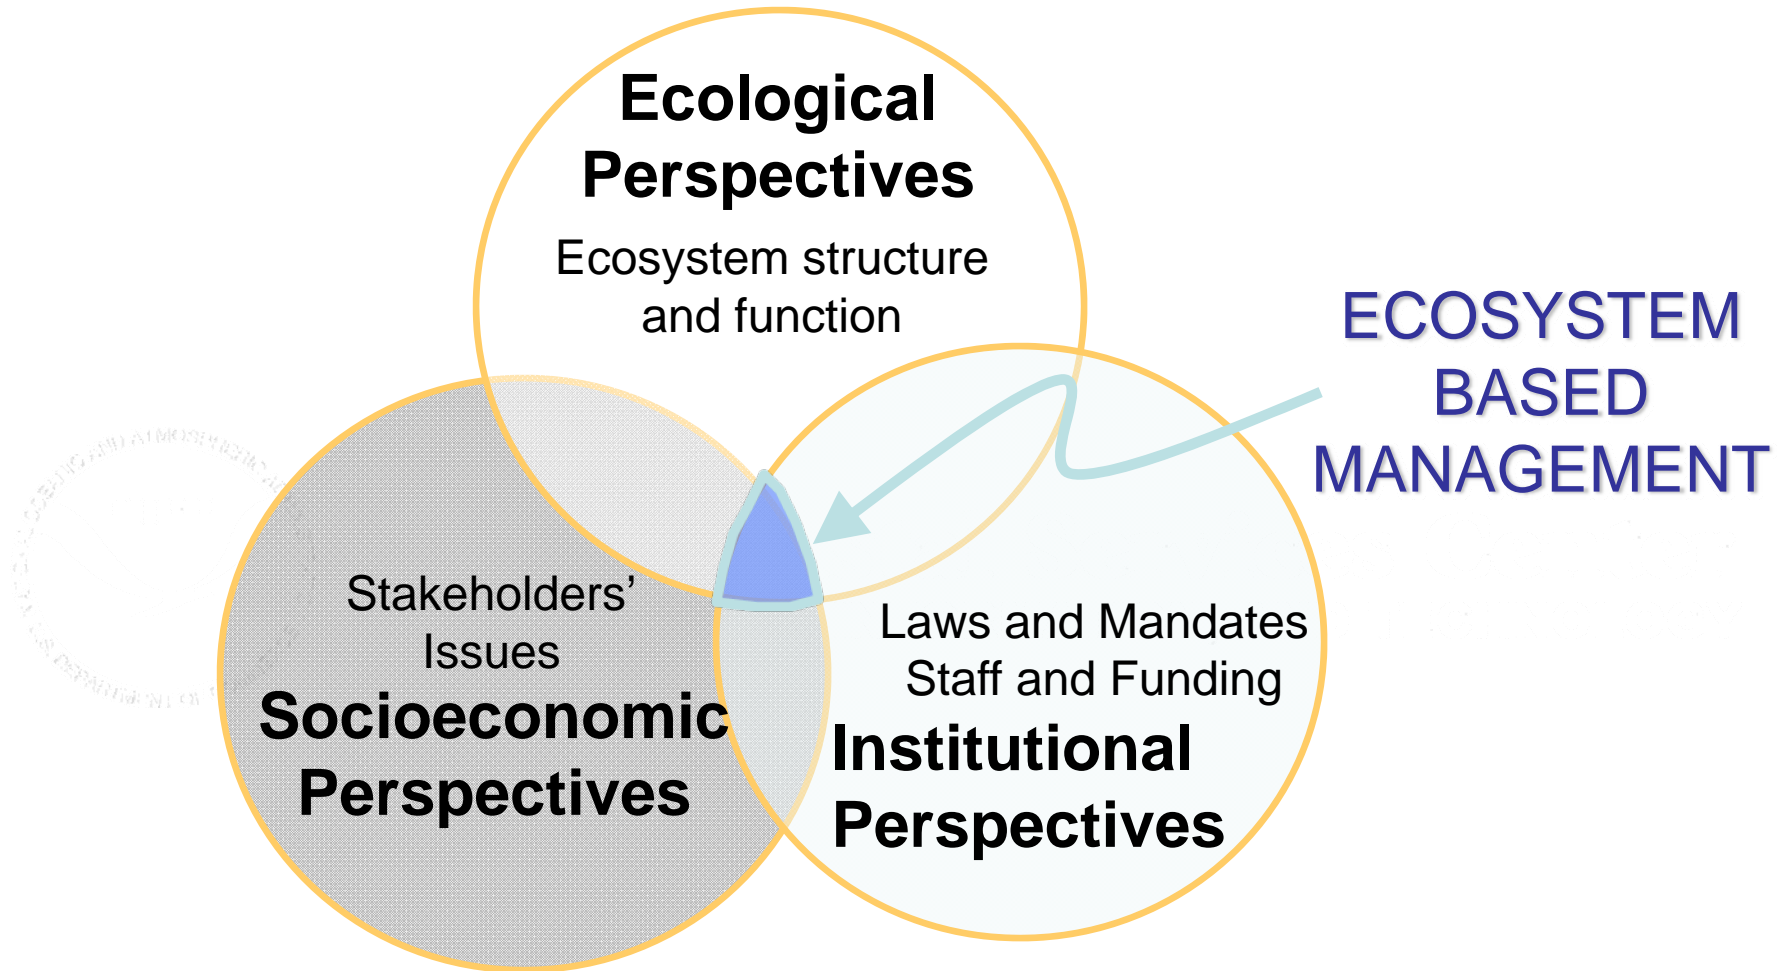 Ecological
Perspectives
Ecosystem structure
and function
ECOSYSTEM
BASED
MANAGEMENT
Stakeholders’
Issues
Socioeconomic
Perspectives
Laws and Mandates
Staff and Funding
Institutional
Perspectives